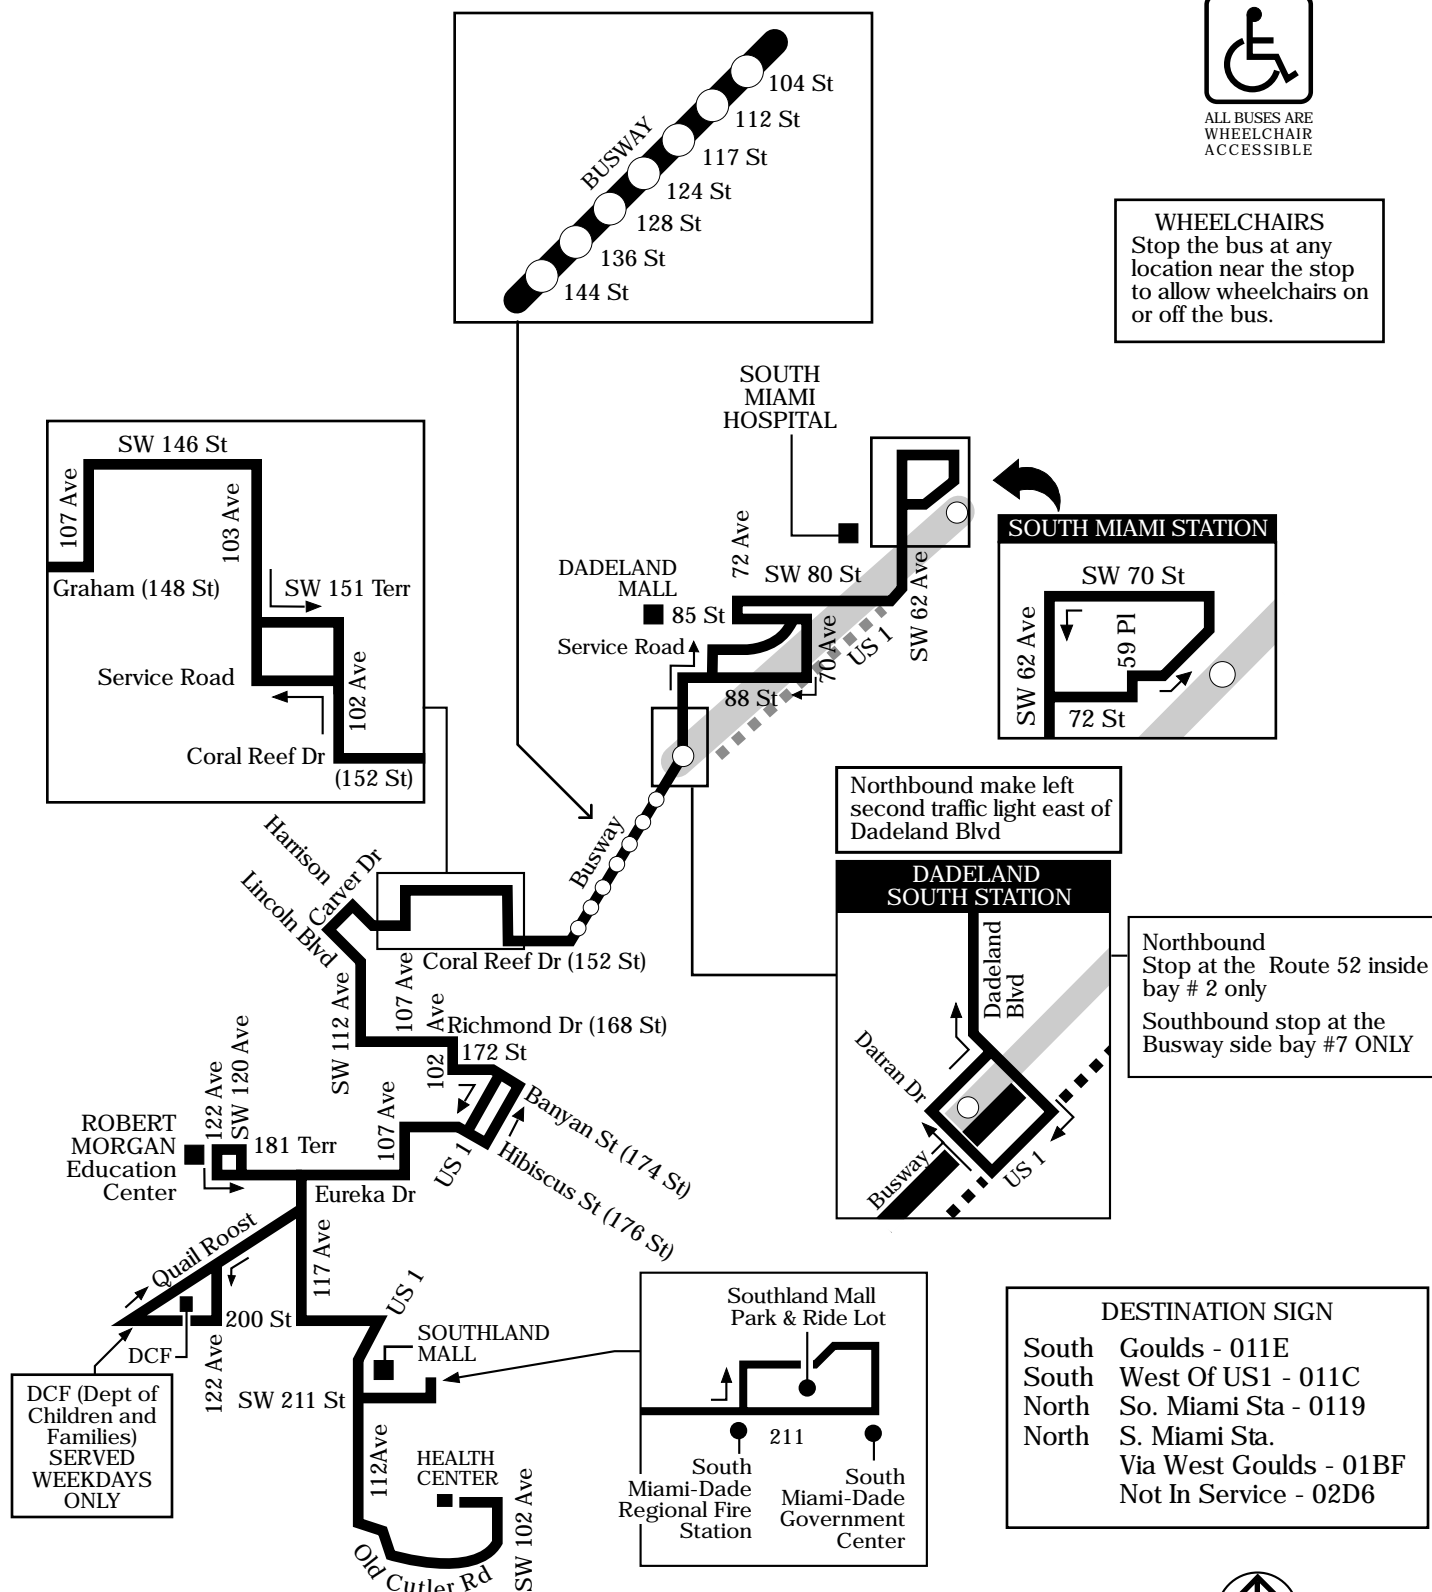 104 St
112 St
117 St
124 St
128 St
136 St
144 St
BUSWAY
ALL BUSES ARE
WHEELCHAIR
ACCESSIBLE
WHEELCHAIRS
Stop the bus at any
location near the stop
to allow wheelchairs on
or off the bus.
SOUTH
MIAMI
HOSPITAL
SW 146 St
107 Ave
103 Ave
Graham (148 St)
SW 151 Terr
Service Road
102 Ave
Coral Reef Dr
(152 St)
72 Ave
SW 80 St
DADELAND
MALL
85 St
Service Road
70 Ave
US 1
SW 62 Ave
88 St
SOUTH MIAMI STATION
SW 70 St
SW 62 Ave
59 Pl
72 St
Northbound make left
second traffic light east of
Dadeland Blvd
DADELAND
SOUTH STATION
Dadeland
Blvd
Datran Dr
Busway
US 1
Northbound
Stop at the Route 52 inside
bay # 2 only
Southbound stop at the
Busway side bay #7 ONLY
Harrison
Carver Dr
Lincoln Blvd
Busway
Coral Reef Dr (152 St)
SW 112 Ave
107 Ave
102 Ave
Richmond Dr (168 St)
172 St
Banyan St (174 St)
Hibiscus St (176 St)
US 1
107 Ave
122 Ave
SW 120 Ave
181 Terr
ROBERT
MORGAN
Education
Center
Eureka Dr
Quail Roost
117 Ave
200 St
US 1
DCF
122 Ave
DCF (Dept of
Children and
Families)
SERVED
WEEKDAYS
ONLY
SOUTHLAND
MALL
SW 211 St
112Ave
HEALTH
CENTER
SW 102 Ave
Old Cutler Rd
Southland Mall
Park & Ride Lot
211
South
Miami-Dade
Regional Fire
Station
South
Miami-Dade
Government
Center
DESTINATION SIGN
South Goulds - 011E
South West Of US1 - 011C
North So. Miami Sta - 0119
North S. Miami Sta.
Via West Goulds - 01BF
Not In Service - 02D6